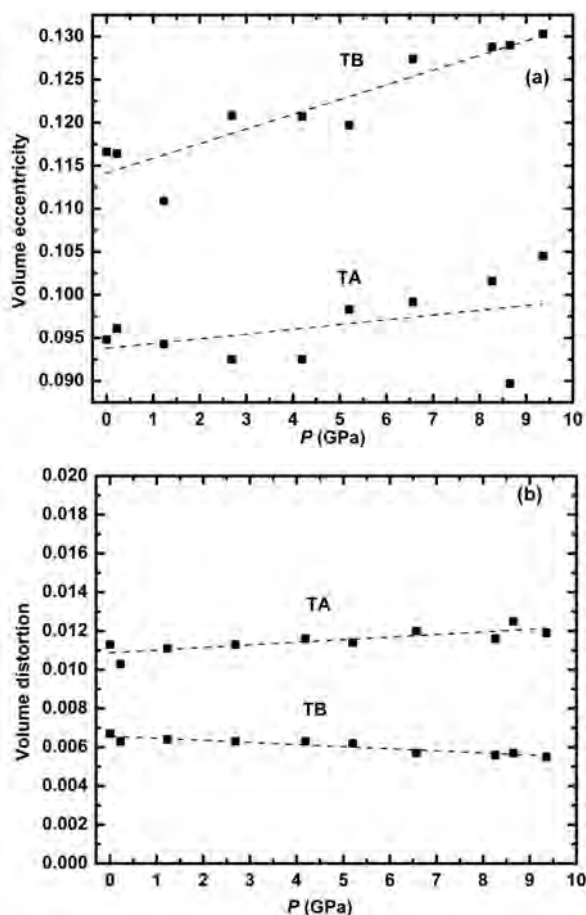 0.130
TB
(a)
0.125
0.120
0.115
0.110
0.105
TA
0.100
0.095
0.090
Volume eccentricity
0 1 2 3 4 5 6 7 8 9 10
P (GPa)
0.020
(b)
0.018
0.016
0.014
TA
0.012
0.010
0.008
TB
0.006
0.004
0.002
0.000
Volume distortion
0 1 2 3 4 5 6 7 8 9 10
P (GPa)